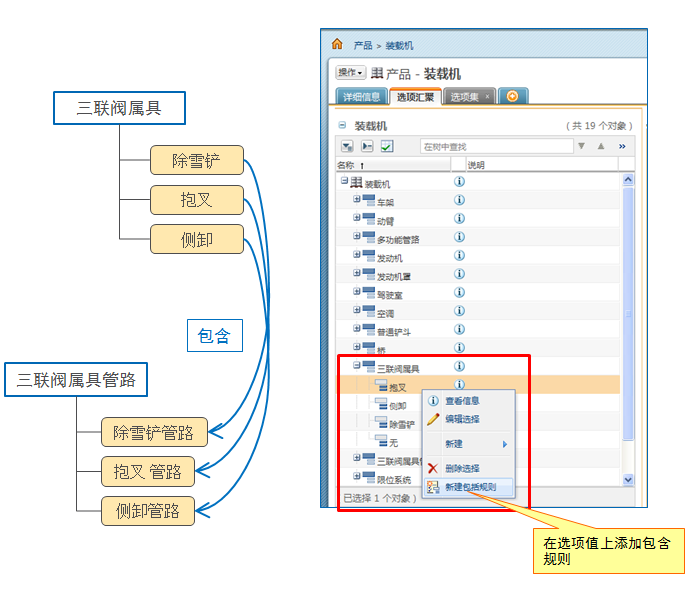 三联阀属具
除雪铲
抱叉
侧卸
包含
三联阀属具管路
除雪铲管路
抱叉 管路
侧卸管路
产品 > 装载机
操作
产品 - 装载机
详细信息
选项汇聚
选项集 ×
装载机
( 共 19 个对象 )
在树中查找
»
名称 ↑
说明
装载机
车架
动臂
多功能管路
发动机
发动机罩
驾驶室
空调
普通铲斗
桥
三联阀属具
抱叉
侧卸
除雪铲
无
三联阀属具
限位系统
查看信息
编辑选择
新建
删除选择
新建包括规则
已选择 1 个对象 )
在选项值上添加包含
规则